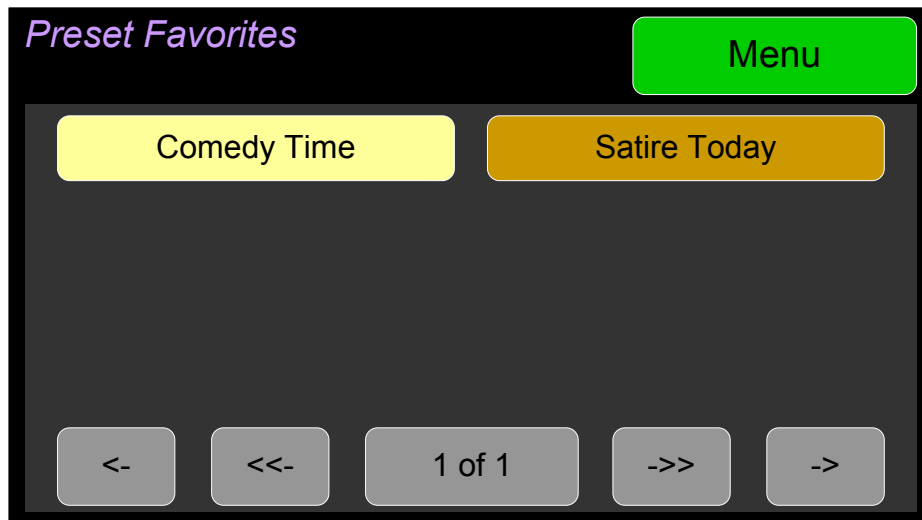 Preset Favorites
Menu
Comedy Time
Satire Today
<-
<<-
1 of 1
->>
->